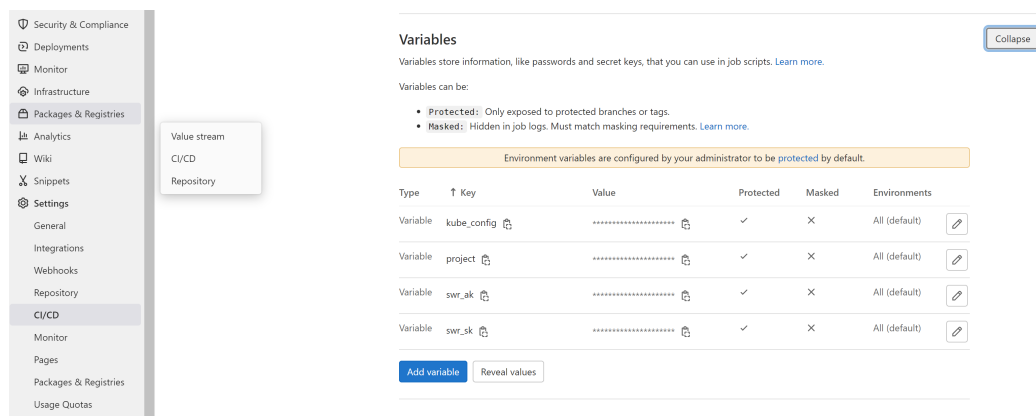 Security & Compliance
Deployments
Monitor
Infrastructure
Packages & Registries
Analytics
Wiki
Snippets
Settings
General
Integrations
Webhooks
Repository
CI/CD
Monitor
Pages
Packages & Registries
Usage Quotas
Value stream
CI/CD
Repository
Variables
Collapse
Variables store information, like passwords and secret keys, that you can use in job scripts. Learn more.
Variables can be:
• Protected: Only exposed to protected branches or tags.
• Masked: Hidden in job logs. Must match masking requirements. Learn more.
Environment variables are configured by your administrator to be protected by default.
Type ↑ Key Value Protected Masked Environments
Variable kube_config ********************* ✓ ✕ All (default)
Variable project ********************* ✓ ✕ All (default)
Variable swr_ak ********************* ✓ ✕ All (default)
Variable swr_sk ********************* ✓ ✕ All (default)
Add variable Reveal values